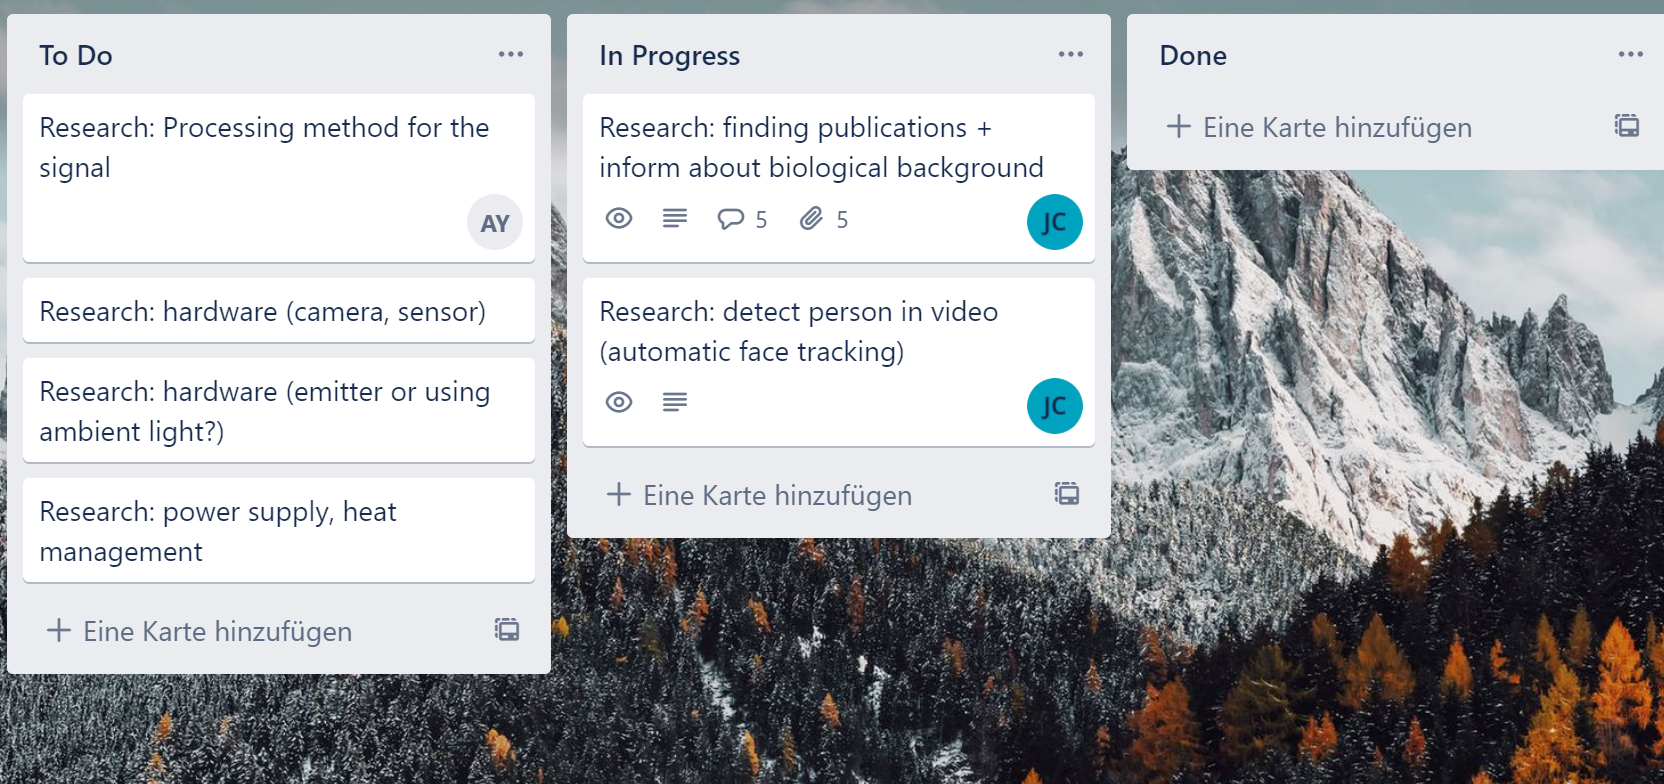 To Do
Research: Processing method for the
signal
AY
Research: hardware (camera, sensor)
Research: hardware (emitter or using
ambient light?)
Research: power supply, heat
management
+ Eine Karte hinzufügen
In Progress
Research: finding publications +
inform about biological background
5 5
JC
Research: detect person in video
(automatic face tracking)
JC
+ Eine Karte hinzufügen
Done
+ Eine Karte hinzufügen